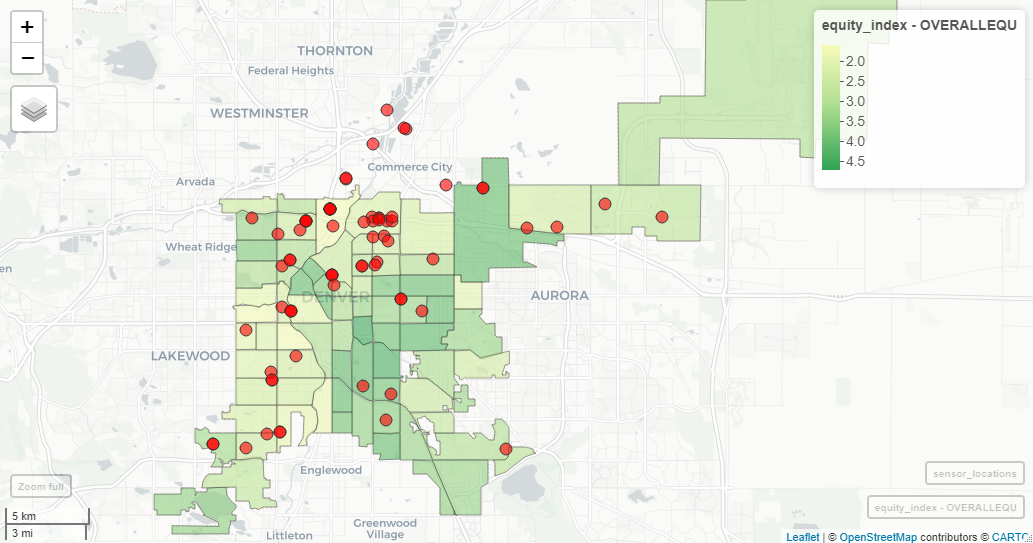 +
−
THORNTON
Federal Heights
WESTMINSTER
Commerce City
Arvada
Wheat Ridge
en
DENVER
AURORA
LAKEWOOD
Englewood
Greenwood
Village
Littleton
equity_index - OVERALLEQU
2.0
2.5
3.0
3.5
4.0
4.5
Zoom full
5 km
3 mi
sensor_locations
equity_index - OVERALLEQU
Leaflet | © OpenStreetMap contributors © CARTO